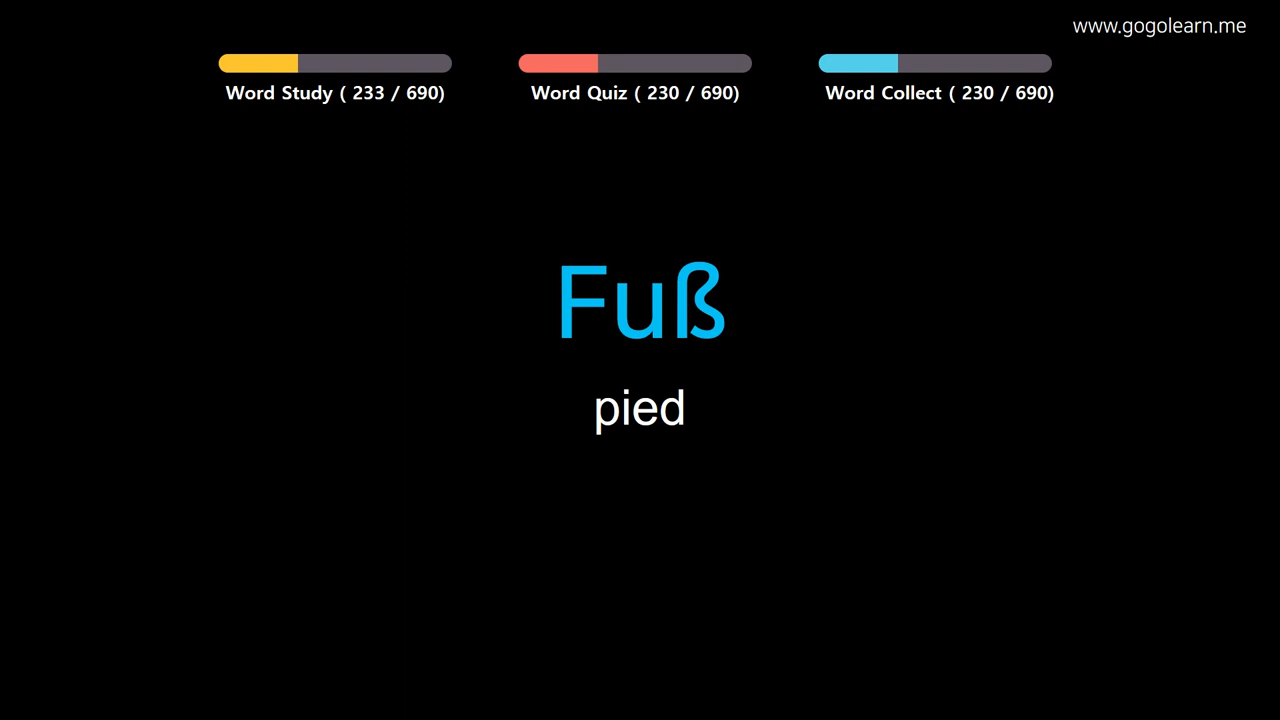 www.gogolearn.me
Word Study ( 233 / 690)
Word Quiz ( 230 / 690)
Word Collect ( 230 / 690)
Fuß
pied